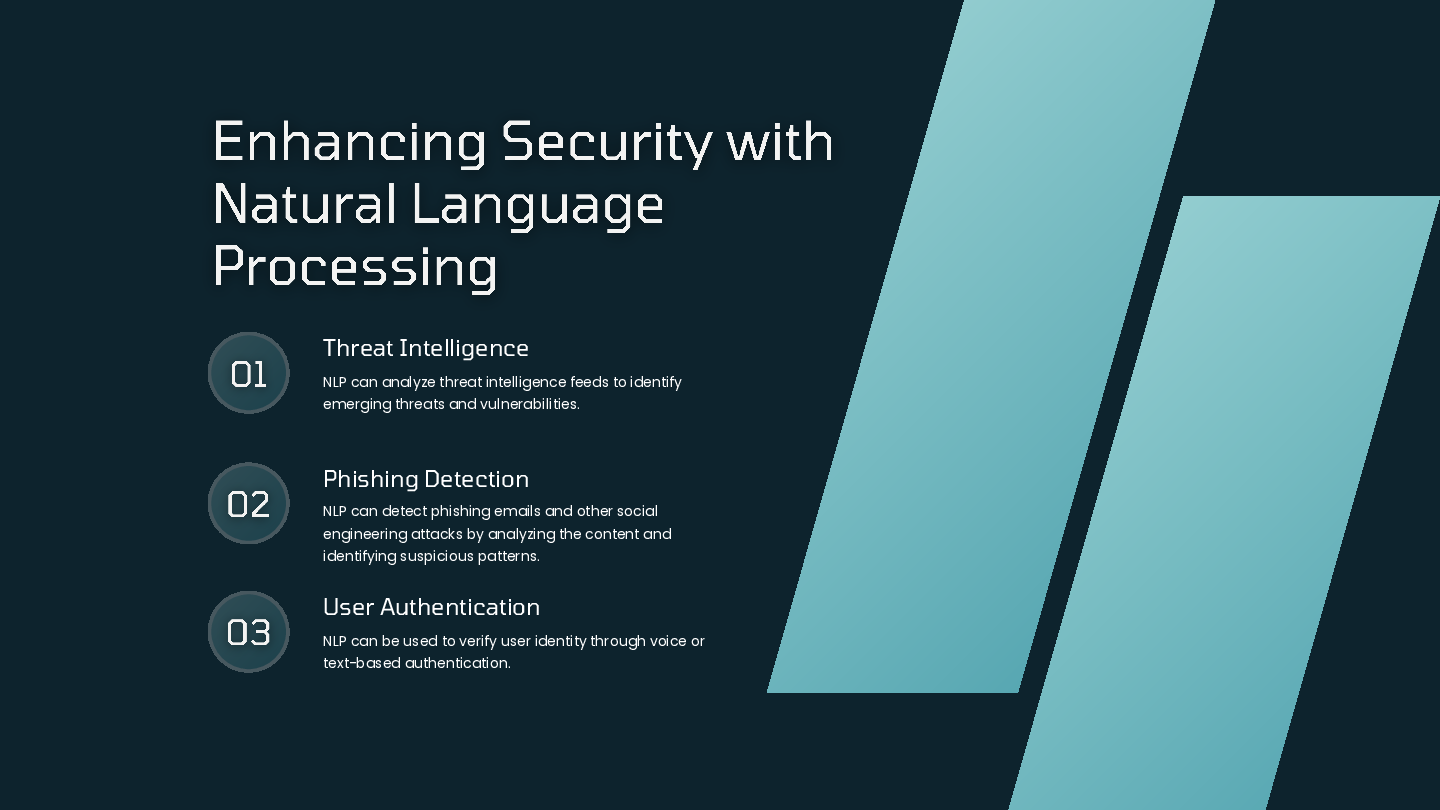 Enhancing Security with
Natural Language
Processing
01
Threat Intelligence
NLP can analyze threat intelligence feeds to identify
emerging threats and vulnerabilities.
02
Phishing Detection
NLP can detect phishing emails and other social
engineering attacks by analyzing the content and
identifying suspicious patterns.
03
User Authentication
NLP can be used to verify user identity through voice or
text-based authentication.